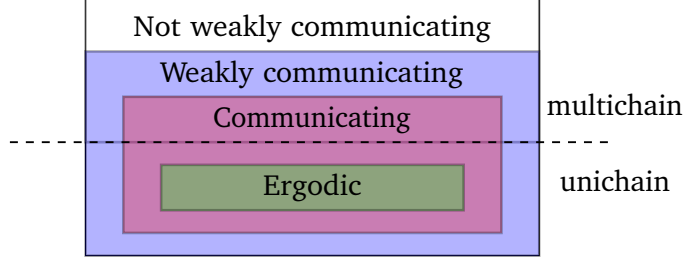 Not weakly communicating
Weakly communicating
multichain
Communicating
unichain
Ergodic